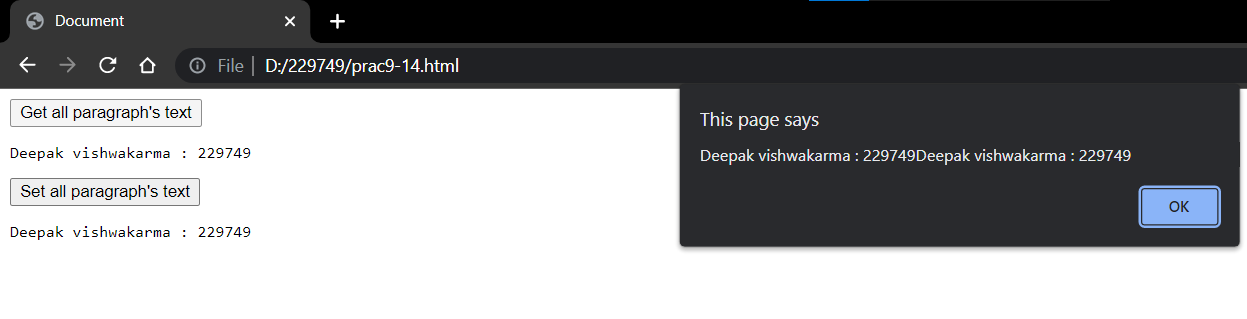 Document
File | D:/229749/prac9-14.html
Get all paragraph's text
Deepak vishwakarma : 229749
Set all paragraph's text
Deepak vishwakarma : 229749
This page says
Deepak vishwakarma : 229749Deepak vishwakarma : 229749
OK